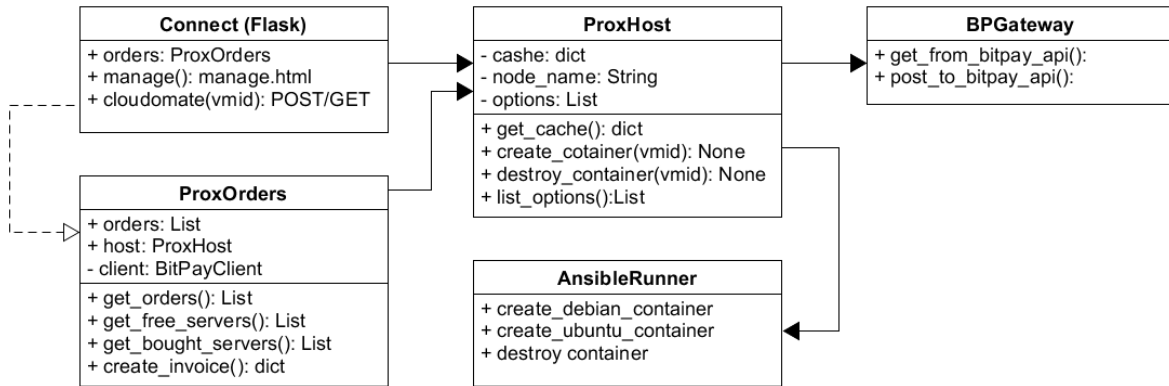 Connect (Flask)
+ orders: ProxOrders
+ manage(): manage.html
+ cloudomate(vmid): POST/GET
ProxHost
- cashe: dict
- node_name: String
- options: List
+ get_cache(): dict
+ create_cotainer(vmid): None
+ destroy_container(vmid): None
+ list_options():List
BPGateway
+ get_from_bitpay_api():
+ post_to_bitpay_api():
ProxOrders
+ orders: List
+ host: ProxHost
- client: BitPayClient
+ get_orders(): List
+ get_free_servers(): List
+ get_bought_servers(): List
+ create_invoice(): dict
AnsibleRunner
+ create_debian_container
+ create_ubuntu_container
+ destroy container